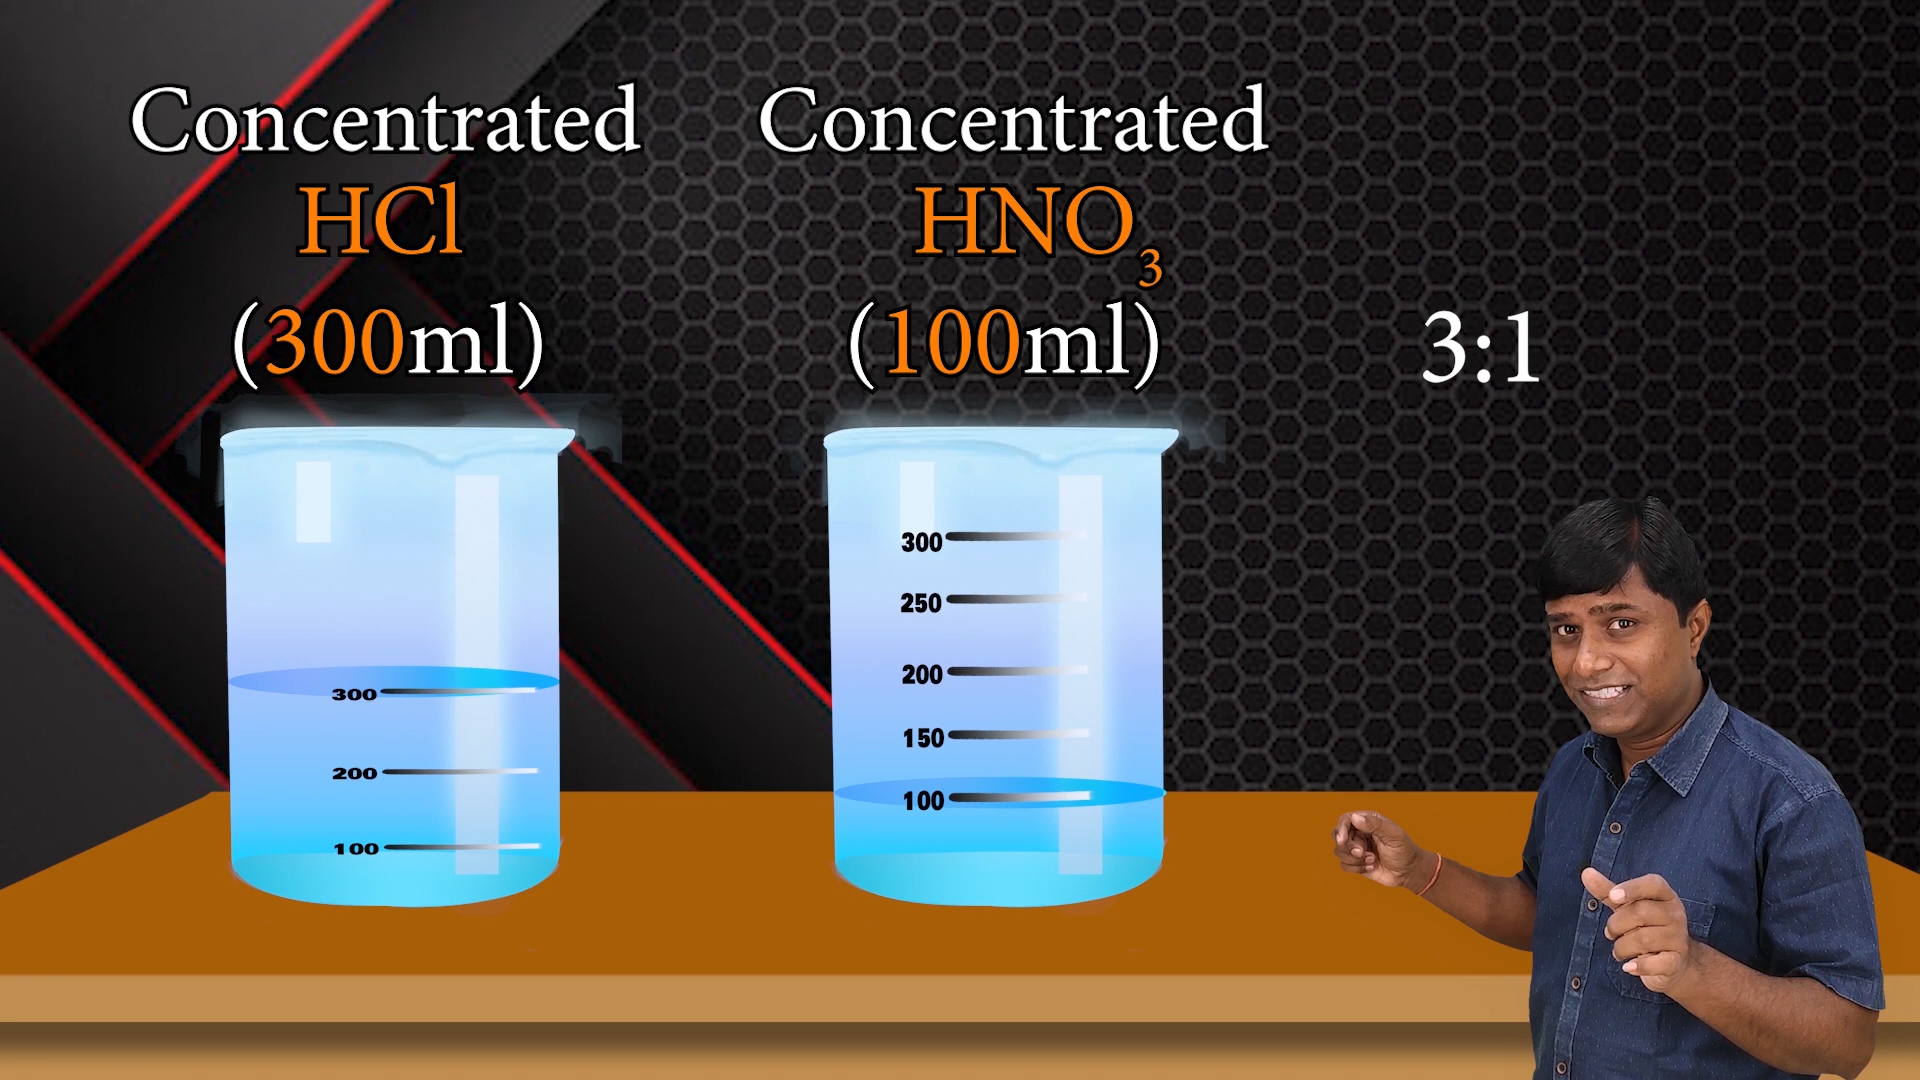 Concentrated
HCl
(300ml)
Concentrated
HNO₃
(100ml)
3:1
300
200
100
300
250
200
150
100